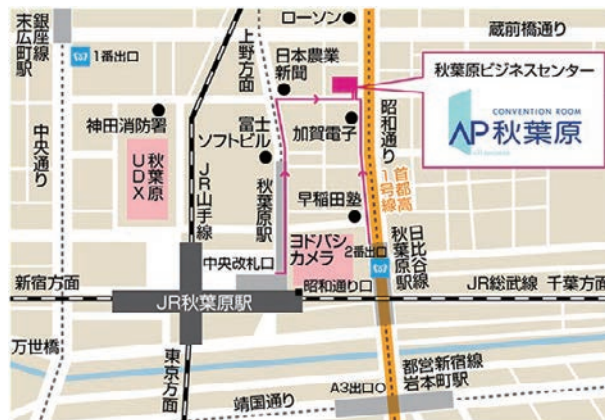 銀座線
末広町駅
1番出口
中央通り
神田消防署
秋葉原
UDX
JR山手線
上野方面
ローソン
日本農業
新聞
富士
ソフトビル
秋葉原駅
蔵前橋通り
秋葉原ビジネスセンター
CONVENTION ROOM
AP秋葉原
加賀電子
昭和通り
首都高
1号線
早稲田塾
ヨドバシ
カメラ
2番出口
日比谷線
秋葉原駅
中央改札口
昭和通り口
新宿方面
JR秋葉原駅
JR総武線
千葉方面
万世橋
東京方面
靖国通り
A3出口
都営新宿線
岩本町駅